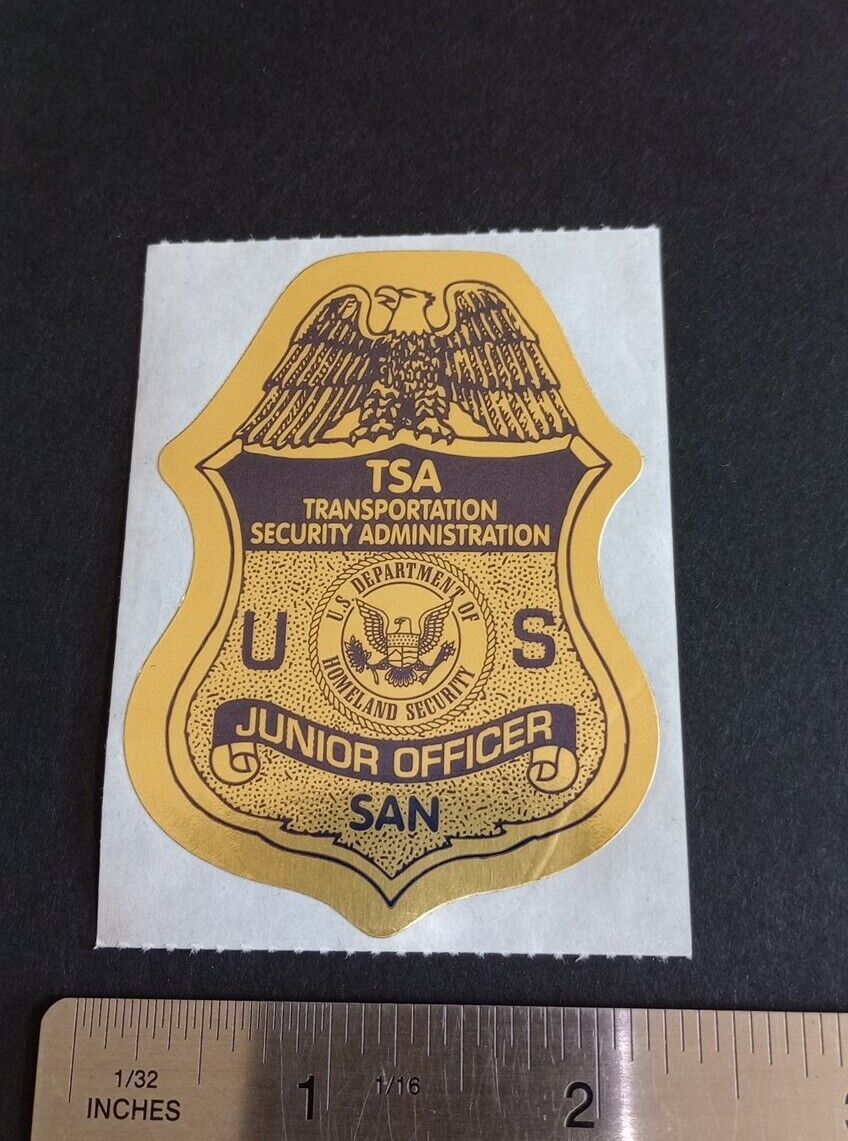 TSA
TRANSPORTATION
SECURITY ADMINISTRATION
U.S. DEPARTMENT OF
HOMELAND SECURITY
U S
JUNIOR OFFICER
SAN
1/32
INCHES
1
1/16
2